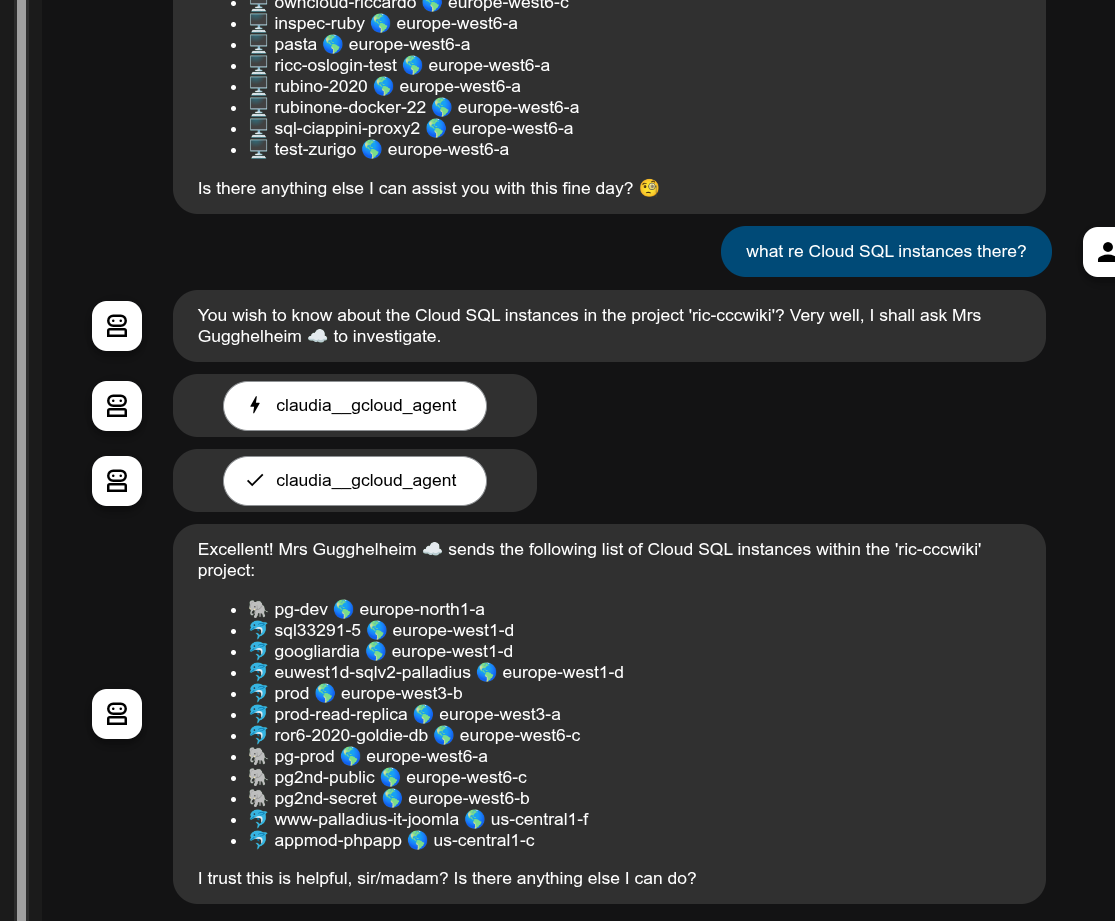 owncloud-riccardo 🌎 europe-west6-c
🖥️ inspec-ruby 🌎 europe-west6-a
🖥️ pasta 🌎 europe-west6-a
🖥️ ricc-oslogin-test 🌎 europe-west6-a
🖥️ rubino-2020 🌎 europe-west6-a
🖥️ rubinone-docker-22 🌎 europe-west6-a
🖥️ sql-ciappini-proxy2 🌎 europe-west6-a
🖥️ test-zurigo 🌎 europe-west6-a
Is there anything else I can assist you with this fine day? 🧐
what re Cloud SQL instances there?
You wish to know about the Cloud SQL instances in the project 'ric-cccwiki'? Very well, I shall ask Mrs
Gugghelheim ☁️ to investigate.
claudia__gcloud_agent
claudia__gcloud_agent
Excellent! Mrs Gugghelheim ☁️ sends the following list of Cloud SQL instances within the 'ric-cccwiki'
project:
🐘 pg-dev 🌎 europe-north1-a
🐬 sql33291-5 🌎 europe-west1-d
🐬 googliardia 🌎 europe-west1-d
🐬 euwest1d-sqlv2-palladius 🌎 europe-west1-d
🐬 prod 🌎 europe-west3-b
🐬 prod-read-replica 🌎 europe-west3-a
🐬 ror6-2020-goldie-db 🌎 europe-west6-c
🐘 pg-prod 🌎 europe-west6-a
🐘 pg2nd-public 🌎 europe-west6-c
🐘 pg2nd-secret 🌎 europe-west6-b
🐬 www-palladius-it-joomla 🌎 us-central1-f
🐬 appmod-phpapp 🌎 us-central1-c
I trust this is helpful, sir/madam? Is there anything else I can do?